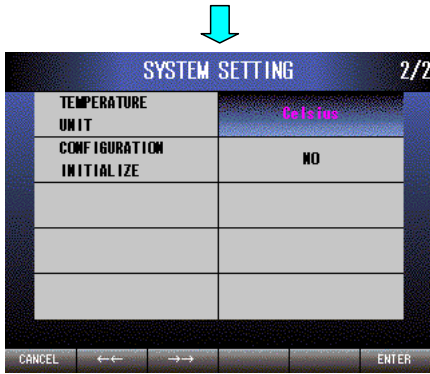 SYSTEM SETTING 2/2
TEMPERATURE
UNIT
Celsius
CONFIGURATION
INITIALIZE
NO
CANCEL ←← →→ ENTER